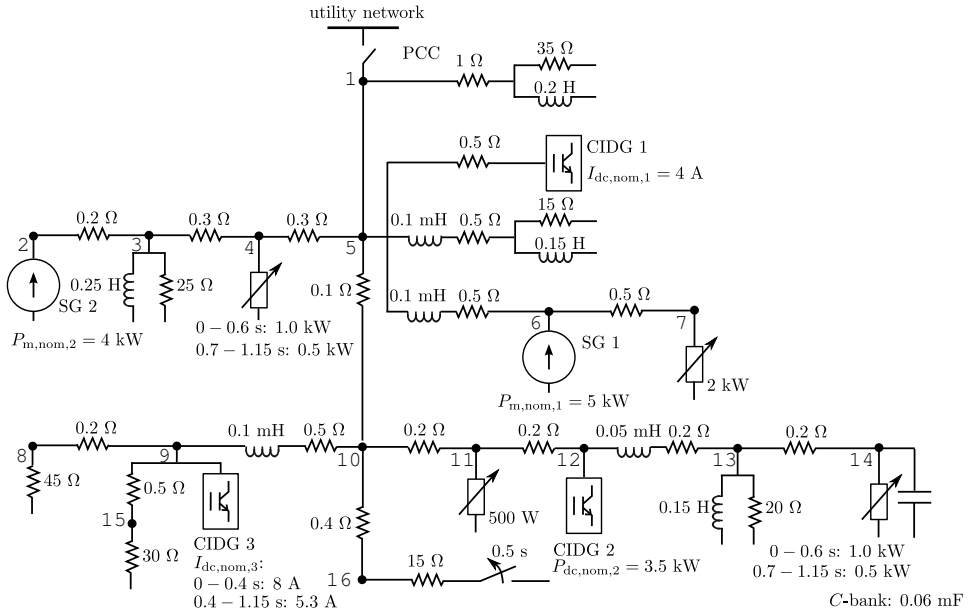 utility network
PCC
1
1 Ω
35 Ω
0.2 H
0.5 Ω
CIDG 1
I_dc,nom,1 = 4 A
2
0.2 Ω
3
0.3 Ω
4
0.3 Ω
5
0.1 mH
0.5 Ω
15 Ω
0.15 H
SG 2
0.25 H
25 Ω
0.1 Ω
0.1 mH
0.5 Ω
6
0.5 Ω
7
P_m,nom,2 = 4 kW
0 – 0.6 s: 1.0 kW
0.7 – 1.15 s: 0.5 kW
SG 1
P_m,nom,1 = 5 kW
2 kW
8
0.2 Ω
9
0.1 mH
0.5 Ω
10
0.2 Ω
11
0.2 Ω
12
0.05 mH
0.2 Ω
13
0.2 Ω
14
45 Ω
0.5 Ω
15
30 Ω
CIDG 3
I_dc,nom,3:
0 – 0.4 s: 8 A
0.4 – 1.15 s: 5.3 A
0.4 Ω
16
15 Ω
0.5 s
500 W
CIDG 2
P_dc,nom,2 = 3.5 kW
0.15 H
20 Ω
0 – 0.6 s: 1.0 kW
0.7 – 1.15 s: 0.5 kW
C-bank: 0.06 mF